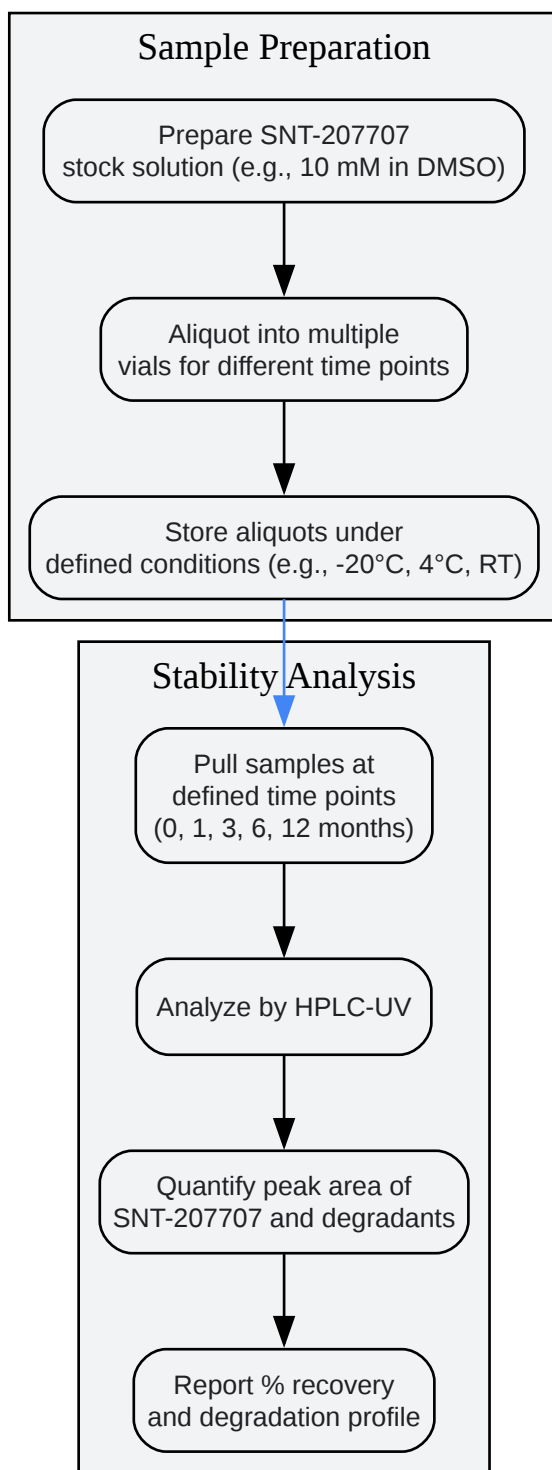 Sample Preparation
Prepare SNT-207707
stock solution (e.g., 10 mM in DMSO)
Aliquot into multiple
vials for different time points
Store aliquots under
defined conditions (e.g., -20°C, 4°C, RT)
Stability Analysis
Pull samples at
defined time points
(0, 1, 3, 6, 12 months)
Analyze by HPLC-UV
Quantify peak area of
SNT-207707 and degradants
Report % recovery
and degradation profile